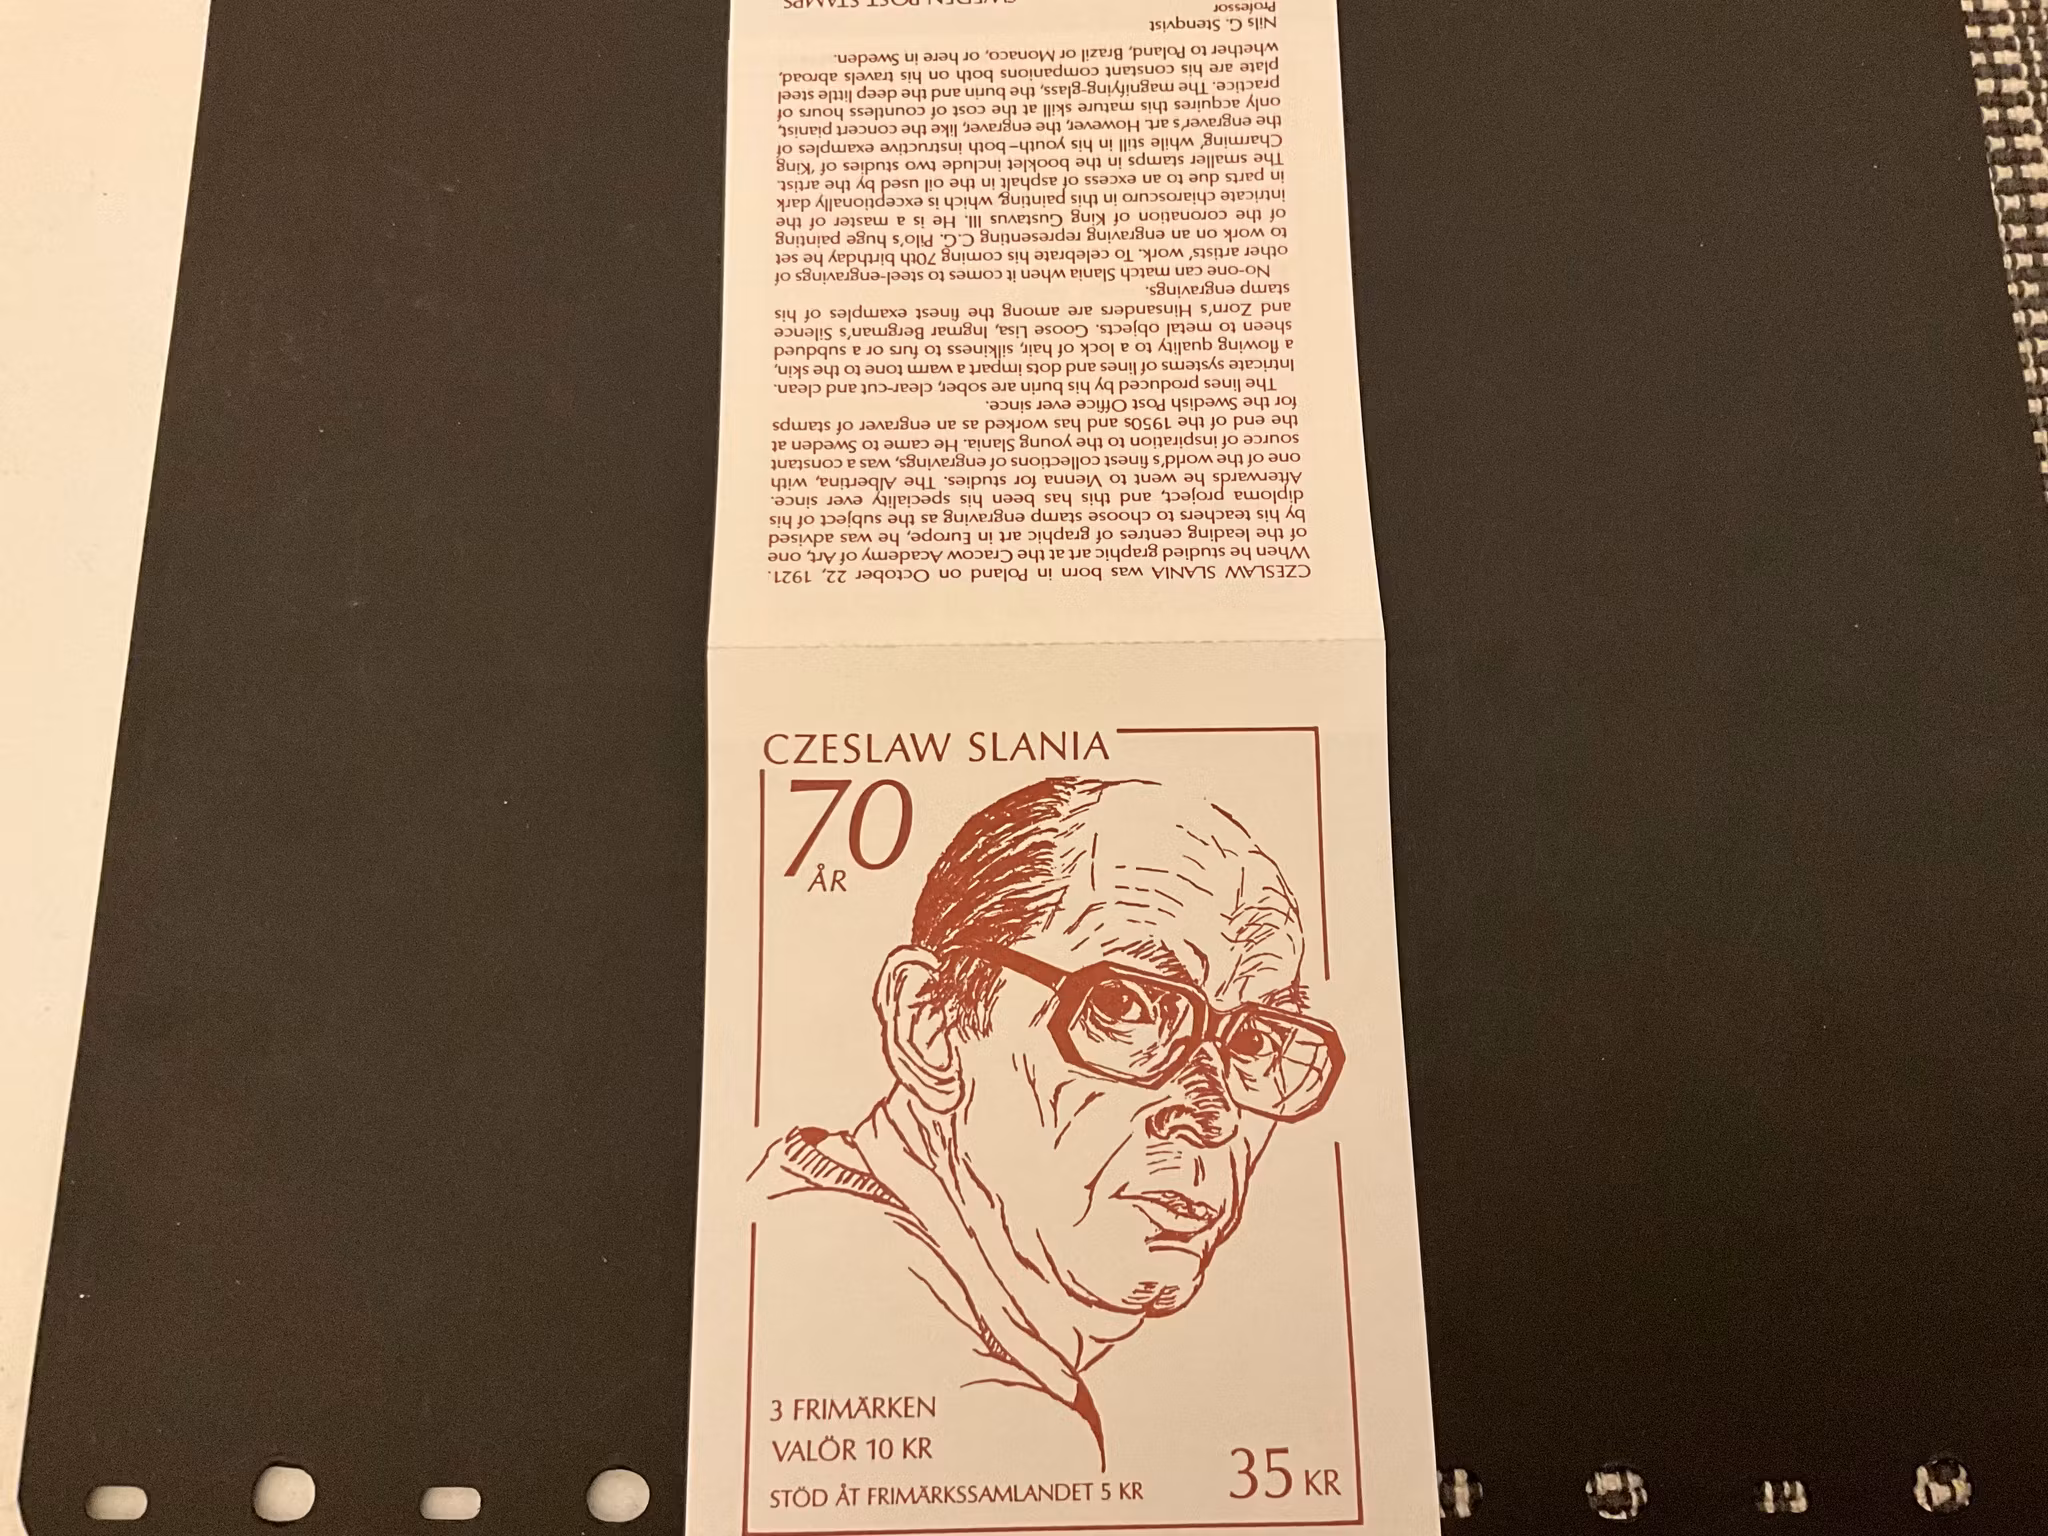 CZESLAW SLANIA was born in Poland on October 22, 1921.
When he studied graphic art at the Cracow Academy of Art, one
of the leading centres of graphic art in Europe, he was advised
by his teachers to choose stamp engraving as the subject of his
diploma project, and this has been his speciality ever since.
Afterwards he went to Vienna for studies. The Albertina, with
one of the world's finest collections of engravings, was a constant
source of inspiration to the young Slania. He came to Sweden at
the end of the 1950s and has worked as an engraver of stamps
for the Swedish Post Office ever since.
The lines produced by his burin are sober, clear-cut and clean.
Intricate systems of lines and dots impart a warm tone to the skin,
a flowing quality to a lock of hair, silkiness to furs or a subdued
sheen to metal objects. Goose Lisa, Ingmar Bergman's Silence
and Zorn's Hinsanders are among the finest examples of his
stamp engravings.
No-one can match Slania when it comes to steel-engravings of
other artists' work. To celebrate his coming 70th birthday he set
to work on an engraving representing C.G. Pilo's huge painting
of the coronation of King Gustavus III. He is a master of the
intricate chiaroscuro in this painting, which is exceptionally dark
in parts due to an excess of asphalt in the oil used by the artist.
The smaller stamps in the booklet include two studies of 'King
Charming' while still in his youth–both instructive examples of
the engraver's art. However, the engraver, like the concert pianist,
only acquires this mature skill at the cost of countless hours of
practice. The magnifying-glass, the burin and the deep little steel
plate are his constant companions both on his travels abroad,
whether to Poland, Brazil or Monaco, or here in Sweden.
Nils G. Stenqvist
Professor
SWEDEN POST STAMPS
CZESLAW SLANIA
70
ÅR
3 FRIMÄRKEN
VALÖR 10 KR
STÖD ÅT FRIMÄRKSSAMLANDET 5 KR
35 KR